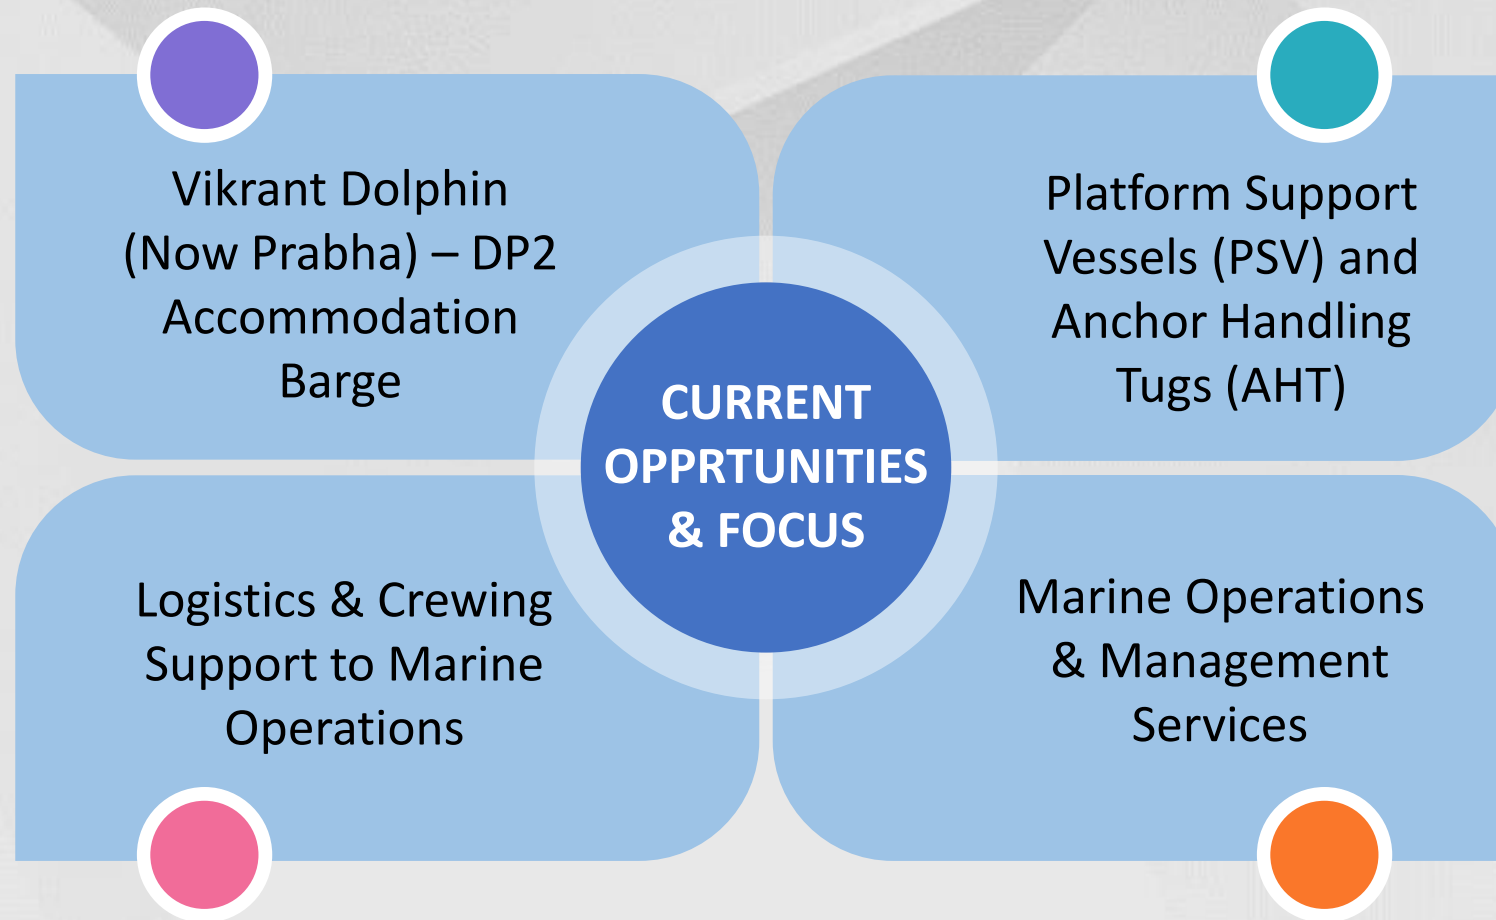 Vikrant Dolphin
(Now Prabha) – DP2
Accommodation
Barge
Platform Support
Vessels (PSV) and
Anchor Handling
Tugs (AHT)
CURRENT
OPPRTUNITIES
& FOCUS
Logistics & Crewing
Support to Marine
Operations
Marine Operations
& Management
Services